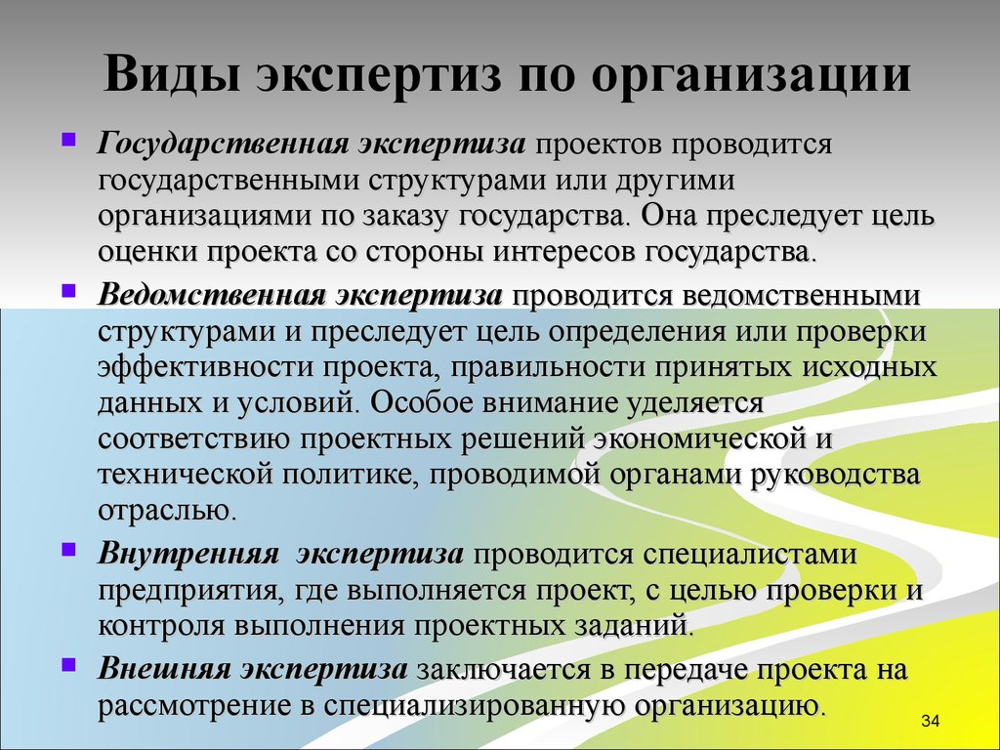 Виды экспертиз по организации
Государственная экспертиза проектов проводится
государственными структурами или другими
организациями по заказу государства. Она преследует цель
оценки проекта со стороны интересов государства.
Ведомственная экспертиза проводится ведомственными
структурами и преследует цель определения или проверки
эффективности проекта, правильности принятых исходных
данных и условий. Особое внимание уделяется
соответствию проектных решений экономической и
технической политике, проводимой органами руководства
отраслью.
Внутренняя экспертиза проводится специалистами
предприятия, где выполняется проект, с целью проверки и
контроля выполнения проектных заданий.
Внешняя экспертиза заключается в передаче проекта на
рассмотрение в специализированную организацию.
34